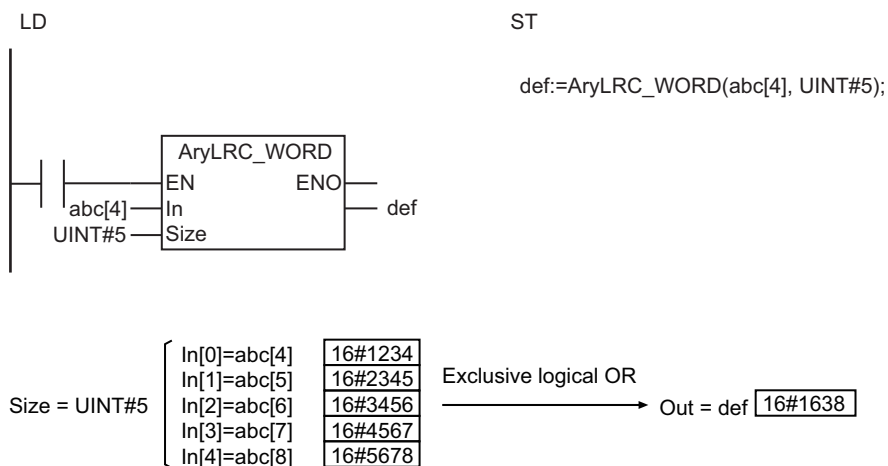 LD
ST
def:=AryLRC_WORD(abc[4], UINT#5);
AryLRC_WORD
EN ENO
abc[4] In def
UINT#5 Size
In[0]=abc[4] 16#1234
In[1]=abc[5] 16#2345
Exclusive logical OR
Size = UINT#5 In[2]=abc[6] 16#3456 Out = def 16#1638
In[3]=abc[7] 16#4567
In[4]=abc[8] 16#5678